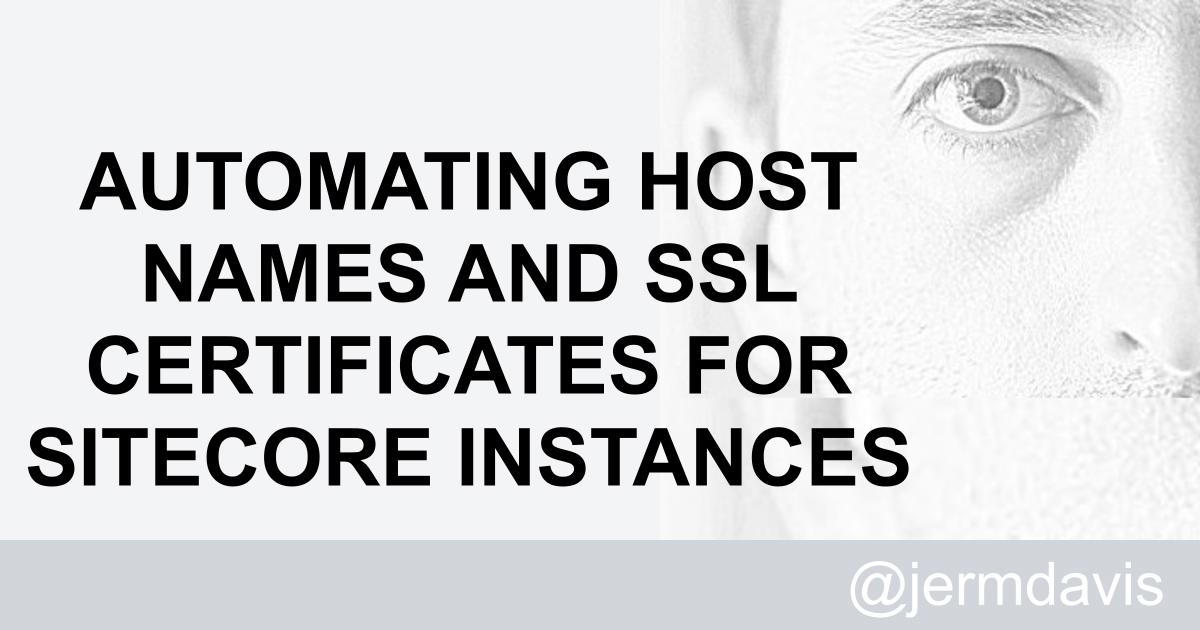 AUTOMATING HOST
NAMES AND SSL
CERTIFICATES FOR
SITECORE INSTANCES
@jermdavis